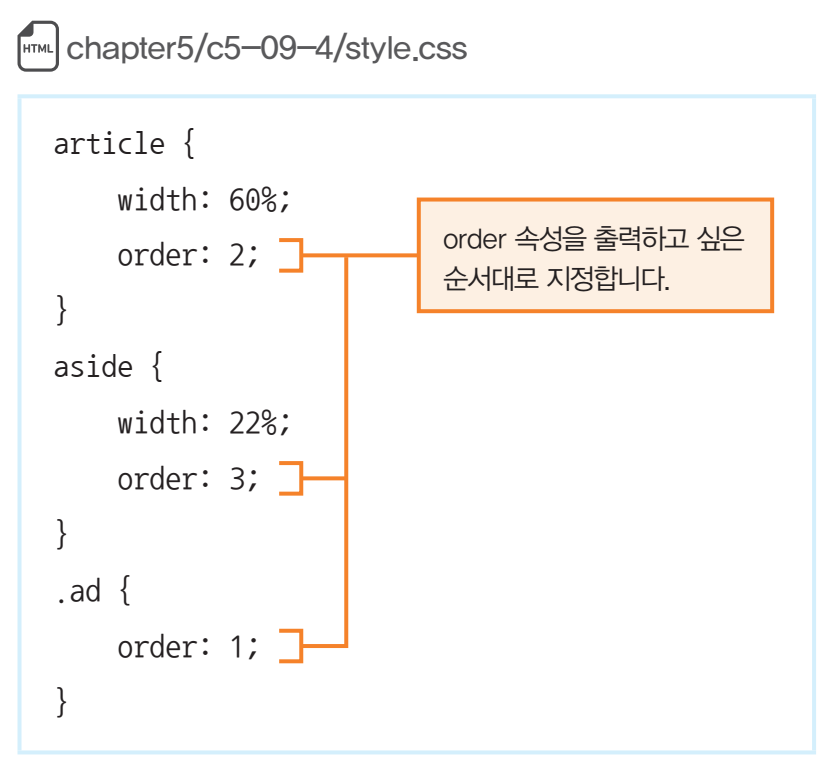 HTML
chapter5/c5-09-4/style.css
article {
width: 60%;
order: 2;
order 속성을 출력하고 싶은
순서대로 지정합니다.
}
aside {
width: 22%;
order: 3;
}
.ad {
order: 1;
}